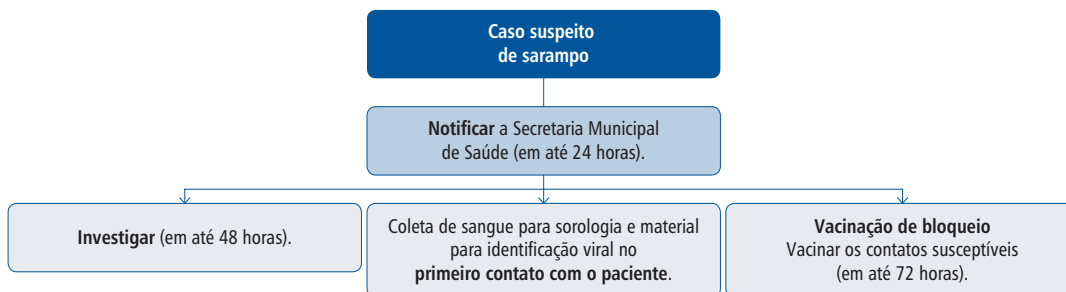 Caso suspeito
de sarampo
Notificar a Secretaria Municipal
de Saúde (em até 24 horas).
Investigar (em até 48 horas).
Coleta de sangue para sorologia e material
para identificação viral no
primeiro contato com o paciente.
Vacinação de bloqueio
Vacinar os contatos susceptíveis
(em até 72 horas).